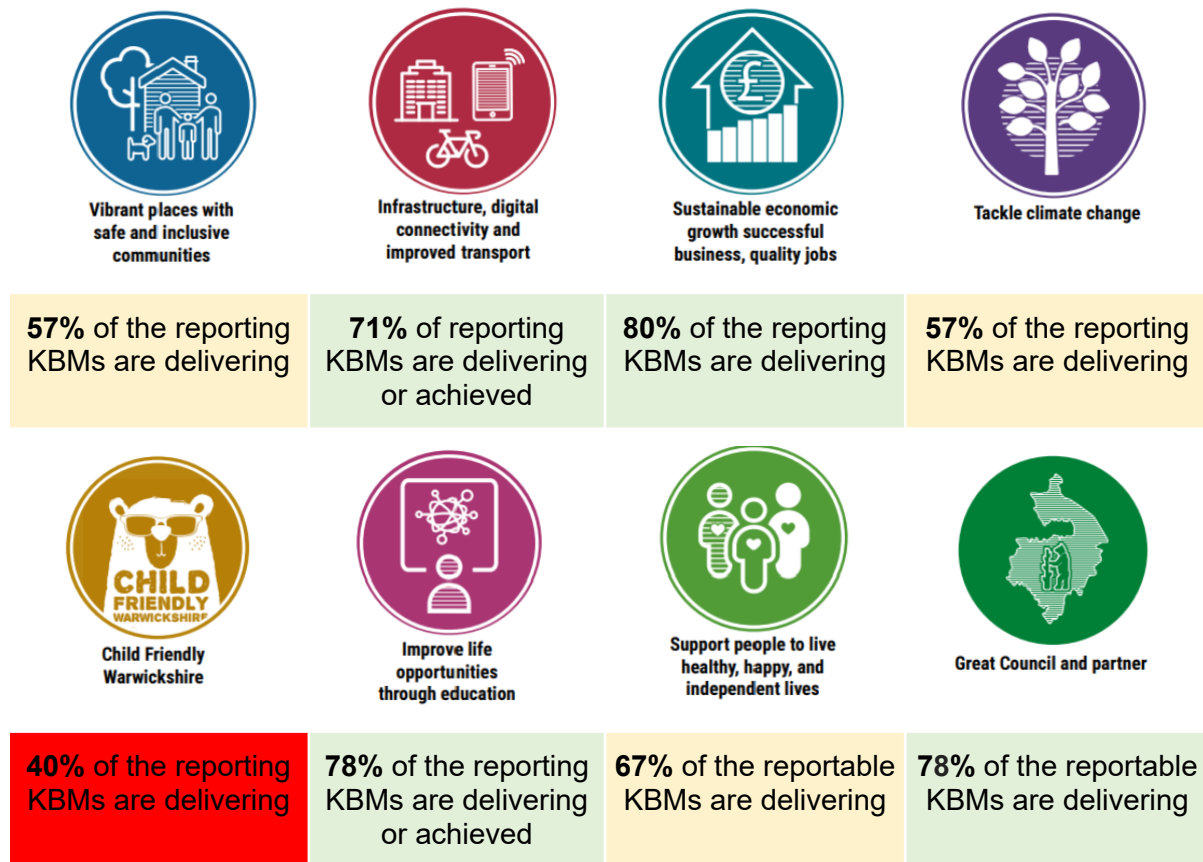 £
Vibrant places with
safe and inclusive
communities
Infrastructure, digital
connectivity and
improved transport
Sustainable economic
growth successful
business, quality jobs
Tackle climate change
57% of the reporting
KBMs are delivering
71% of reporting
KBMs are delivering
or achieved
80% of the reporting
KBMs are delivering
57% of the reporting
KBMs are delivering
CHILD
FRIENDLY
WARWICKSHIRE
Child Friendly
Warwickshire
Improve life
opportunities
through education
Support people to live
healthy, happy, and
independent lives
Great Council and partner
40% of the reporting
KBMs are delivering
78% of the reporting
KBMs are delivering
or achieved
67% of the reportable
KBMs are delivering
78% of the reportable
KBMs are delivering